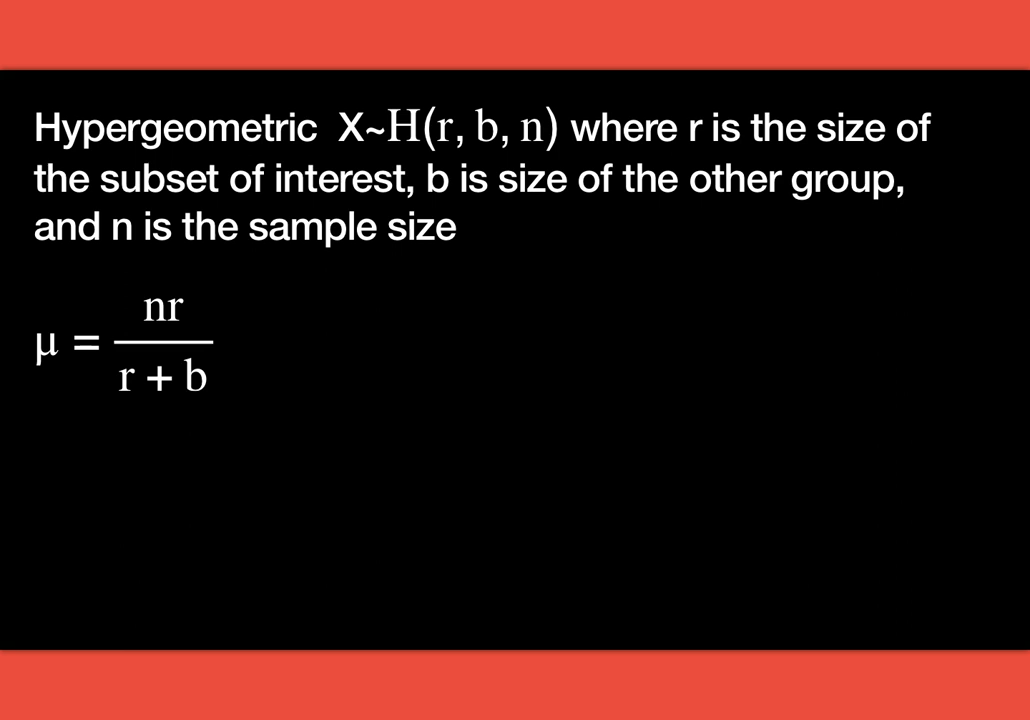 Hypergeometric X~H(r, b, n) where r is the size of
the subset of interest, b is size of the other group,
and n is the sample size
μ = nr / r + b